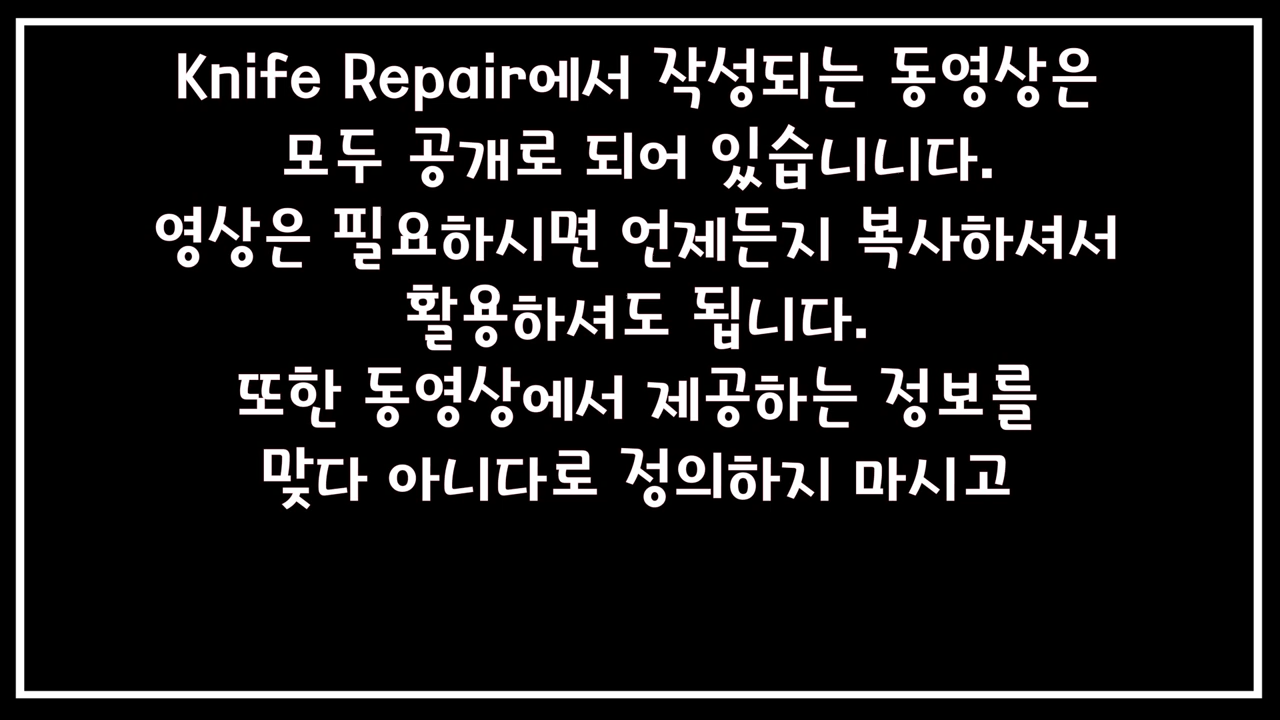 Knife Repair에서 작성되는 동영상은
모두 공개로 되어 있습니니다.
영상은 필요하시면 언제든지 복사하셔서
활용하셔도 됩니다.
또한 동영상에서 제공하는 정보를
맞다 아니다로 정의하지 마시고